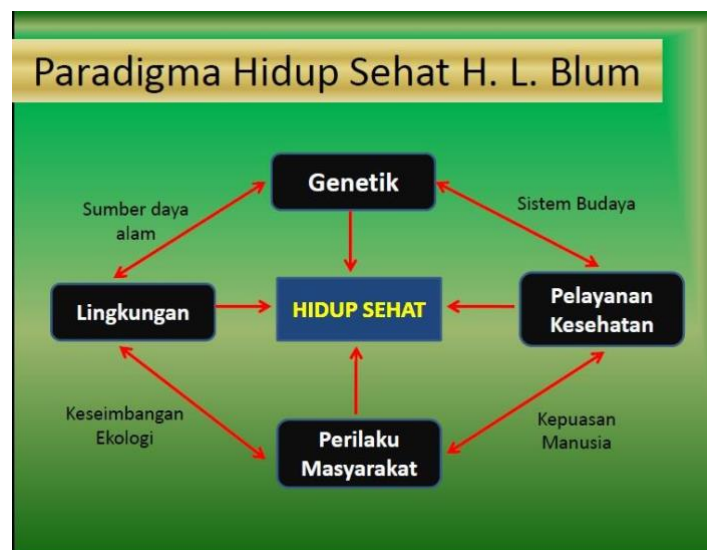 Paradigma Hidup Sehat H. L. Blum
Genetik
Sumber daya
alam
Sistem Budaya
Lingkungan
HIDUP SEHAT
Pelayanan
Kesehatan
Keseimbangan
Ekologi
Perilaku
Masyarakat
Kepuasan
Manusia